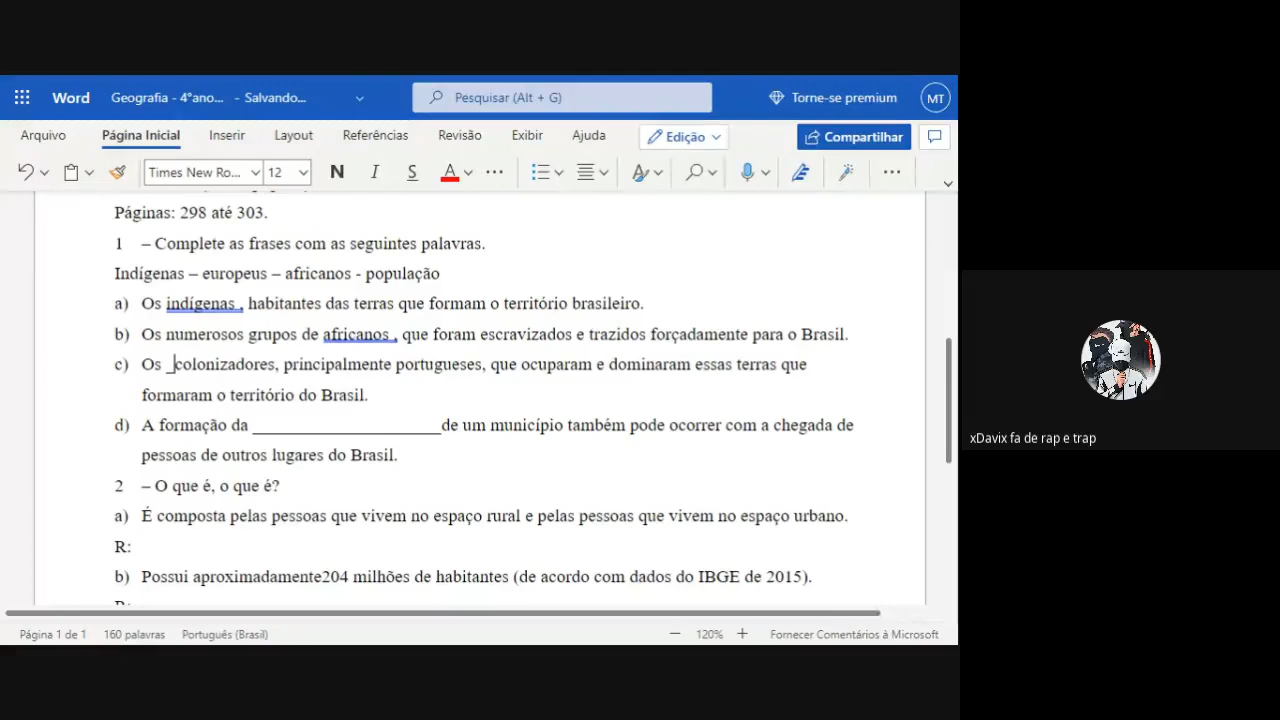 Word Geografia - 4°ano... - Salvando... Pesquisar (Alt + G) Torne-se premium MT
Arquivo Página Inicial Inserir Layout Referências Revisão Exibir Ajuda Edição Compartilhar
Times New Ro... 12 N I S A ...
Páginas: 298 até 303.
1 – Complete as frases com as seguintes palavras.
Indígenas – europeus – africanos - população
a) Os indígenas , habitantes das terras que formam o território brasileiro.
b) Os numerosos grupos de africanos , que foram escravizados e trazidos forçadamente para o Brasil.
c) Os _colonizadores, principalmente portugueses, que ocuparam e dominaram essas terras que
formaram o território do Brasil.
d) A formação da ______________________de um município também pode ocorrer com a chegada de
pessoas de outros lugares do Brasil.
2 – O que é, o que é?
a) É composta pelas pessoas que vivem no espaço rural e pelas pessoas que vivem no espaço urbano.
R:
b) Possui aproximadamente204 milhões de habitantes (de acordo com dados do IBGE de 2015).
Página 1 de 1 160 palavras Português (Brasil) 120% Fornecer Comentários à Microsoft
xDavix fa de rap e trap